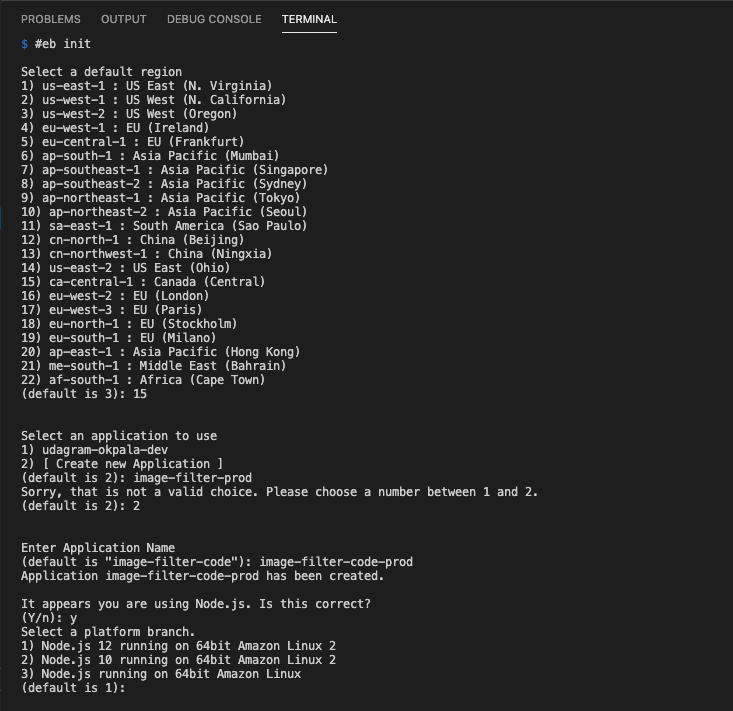 PROBLEMS OUTPUT DEBUG CONSOLE TERMINAL
$ #eb init
Select a default region
1) us-east-1 : US East (N. Virginia)
2) us-west-1 : US West (N. California)
3) us-west-2 : US West (Oregon)
4) eu-west-1 : EU (Ireland)
5) eu-central-1 : EU (Frankfurt)
6) ap-south-1 : Asia Pacific (Mumbai)
7) ap-southeast-1 : Asia Pacific (Singapore)
8) ap-southeast-2 : Asia Pacific (Sydney)
9) ap-northeast-1 : Asia Pacific (Tokyo)
10) ap-northeast-2 : Asia Pacific (Seoul)
11) sa-east-1 : South America (Sao Paulo)
12) cn-north-1 : China (Beijing)
13) cn-northwest-1 : China (Ningxia)
14) us-east-2 : US East (Ohio)
15) ca-central-1 : Canada (Central)
16) eu-west-2 : EU (London)
17) eu-west-3 : EU (Paris)
18) eu-north-1 : EU (Stockholm)
19) eu-south-1 : EU (Milano)
20) ap-east-1 : Asia Pacific (Hong Kong)
21) me-south-1 : Middle East (Bahrain)
22) af-south-1 : Africa (Cape Town)
(default is 3): 15
Select an application to use
1) udagram-okpala-dev
2) [ Create new Application ]
(default is 2): image-filter-prod
Sorry, that is not a valid choice. Please choose a number between 1 and 2.
(default is 2): 2
Enter Application Name
(default is "image-filter-code"): image-filter-code-prod
Application image-filter-code-prod has been created.
It appears you are using Node.js. Is this correct?
(Y/n): y
Select a platform branch.
1) Node.js 12 running on 64bit Amazon Linux 2
2) Node.js 10 running on 64bit Amazon Linux 2
3) Node.js running on 64bit Amazon Linux
(default is 1):